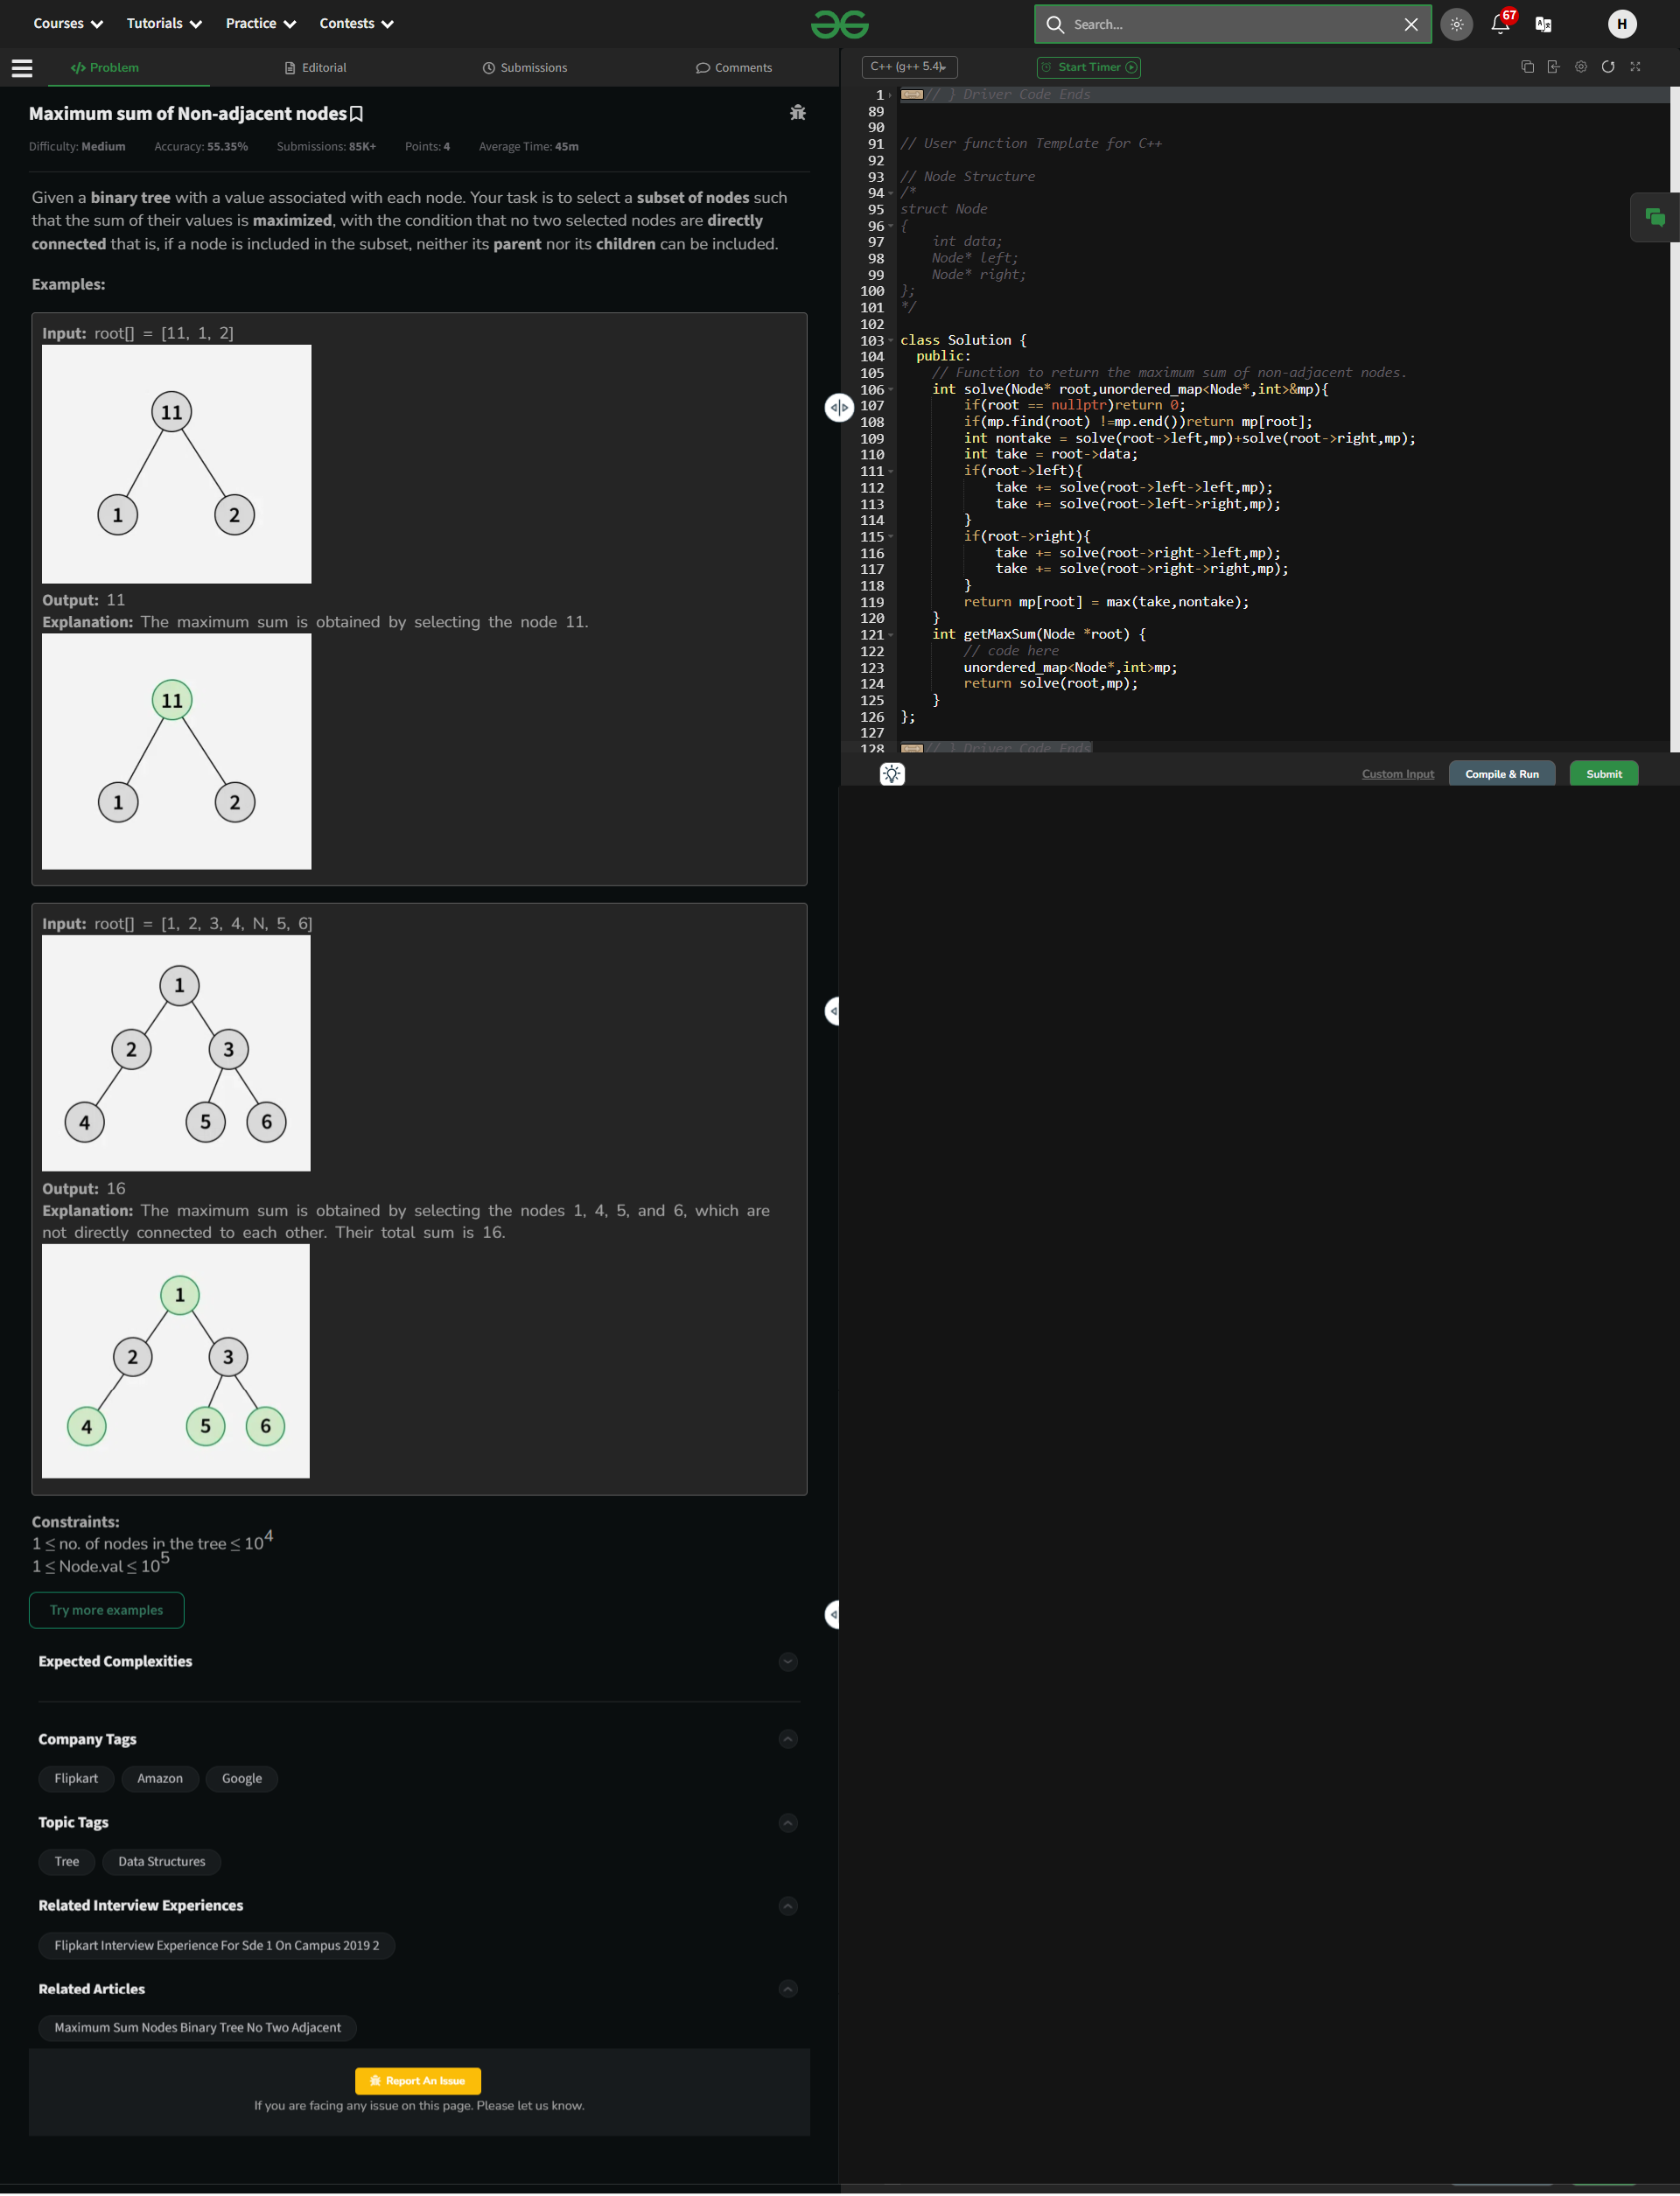 Courses Tutorials Practice Contests
Search...
67
H
</> Problem Editorial Submissions Comments
Maximum sum of Non-adjacent nodes
Difficulty: Medium Accuracy: 55.35% Submissions: 85K+ Points: 4 Average Time: 45m
Given a binary tree with a value associated with each node. Your task is to select a subset of nodes such
that the sum of their values is maximized, with the condition that no two selected nodes are directly
connected that is, if a node is included in the subset, neither its parent nor its children can be included.
Examples:
Input: root[] = [11, 1, 2]
11
1 2
Output: 11
Explanation: The maximum sum is obtained by selecting the node 11.
11
1 2
Input: root[] = [1, 2, 3, 4, N, 5, 6]
1
2 3
4 5 6
Output: 16
Explanation: The maximum sum is obtained by selecting the nodes 1, 4, 5, and 6, which are
not directly connected to each other. Their total sum is 16.
1
2 3
4 5 6
Constraints:
1 ≤ no. of nodes in the tree ≤ 10^4
1 ≤ Node.val ≤ 10^5
Try more examples
Expected Complexities
Company Tags
Flipkart Amazon Google
Topic Tags
Tree Data Structures
Related Interview Experiences
Flipkart Interview Experience For Sde 1 On Campus 2019 2
Related Articles
Maximum Sum Nodes Binary Tree No Two Adjacent
Report An Issue
If you are facing any issue on this page. Please let us know.
C++ (g++ 5.4) Start Timer
1 // } Driver Code Ends
89
90
91 // User function Template for C++
92
93 // Node Structure
94 /*
95 struct Node
96 {
97     int data;
98     Node* left;
99     Node* right;
100 };
101 */
102
103 class Solution {
104   public:
105     // Function to return the maximum sum of non-adjacent nodes.
106     int solve(Node* root,unordered_map<Node*,int>&mp){
107         if(root == nullptr)return 0;
108         if(mp.find(root) !=mp.end())return mp[root];
109         int nontake = solve(root->left,mp)+solve(root->right,mp);
110         int take = root->data;
111         if(root->left){
112             take += solve(root->left->left,mp);
113             take += solve(root->left->right,mp);
114         }
115         if(root->right){
116             take += solve(root->right->left,mp);
117             take += solve(root->right->right,mp);
118         }
119         return mp[root] = max(take,nontake);
120     }
121     int getMaxSum(Node *root) {
122         // code here
123         unordered_map<Node*,int>mp;
124         return solve(root,mp);
125     }
126 };
127
128 // } Driver Code Ends
Custom Input Compile & Run Submit